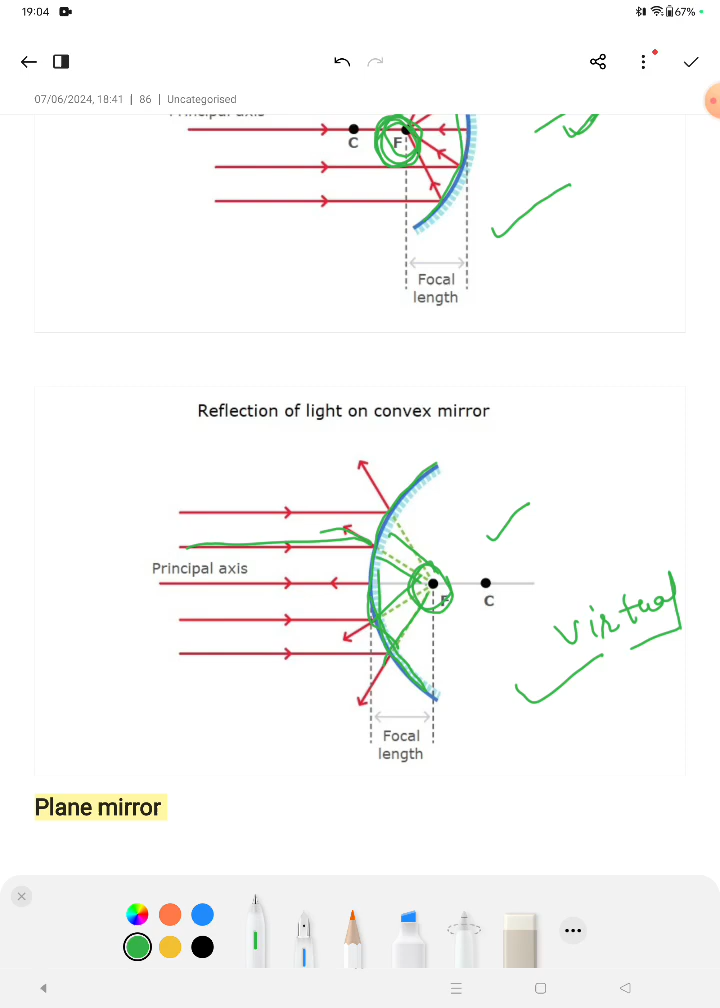 19:04 67%
07/06/2024, 18:41 | 86 | Uncategorised
Principal axis
C F
Focal
length
Reflection of light on convex mirror
Principal axis
F C
virtual
Focal
length
Plane mirror